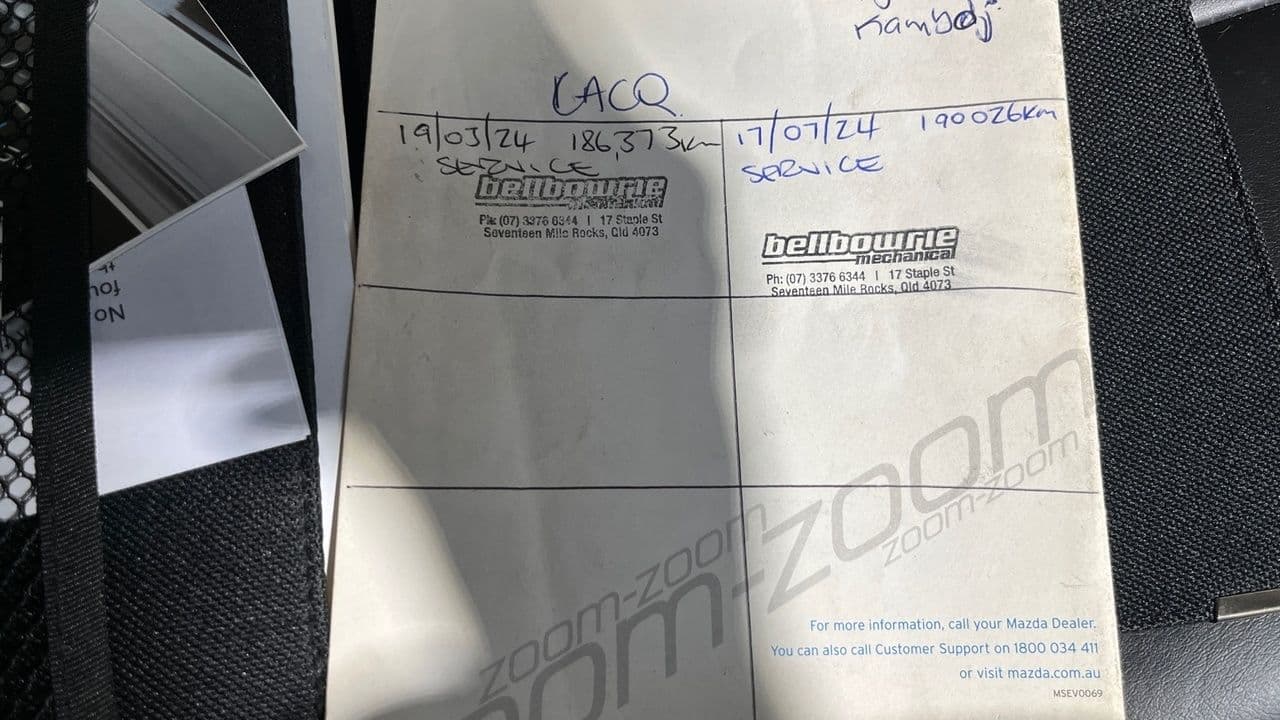 RACQ
19/03/24 186,373km
SERVICE
bellbowrie
mechanical
Ph: (07) 3376 6344 | 17 Staple St
Seventeen Mile Rocks, Qld 4073
17/07/24 190026km
SERVICE
bellbowrie
mechanical
Ph: (07) 3376 6344 | 17 Staple St
Seventeen Mile Rocks, Qld 4073
zoom-zoom
zoom-zoom
For more information, call your Mazda Dealer.
You can also call Customer Support on 1800 034 411
or visit mazda.com.au
MSEV0069
No